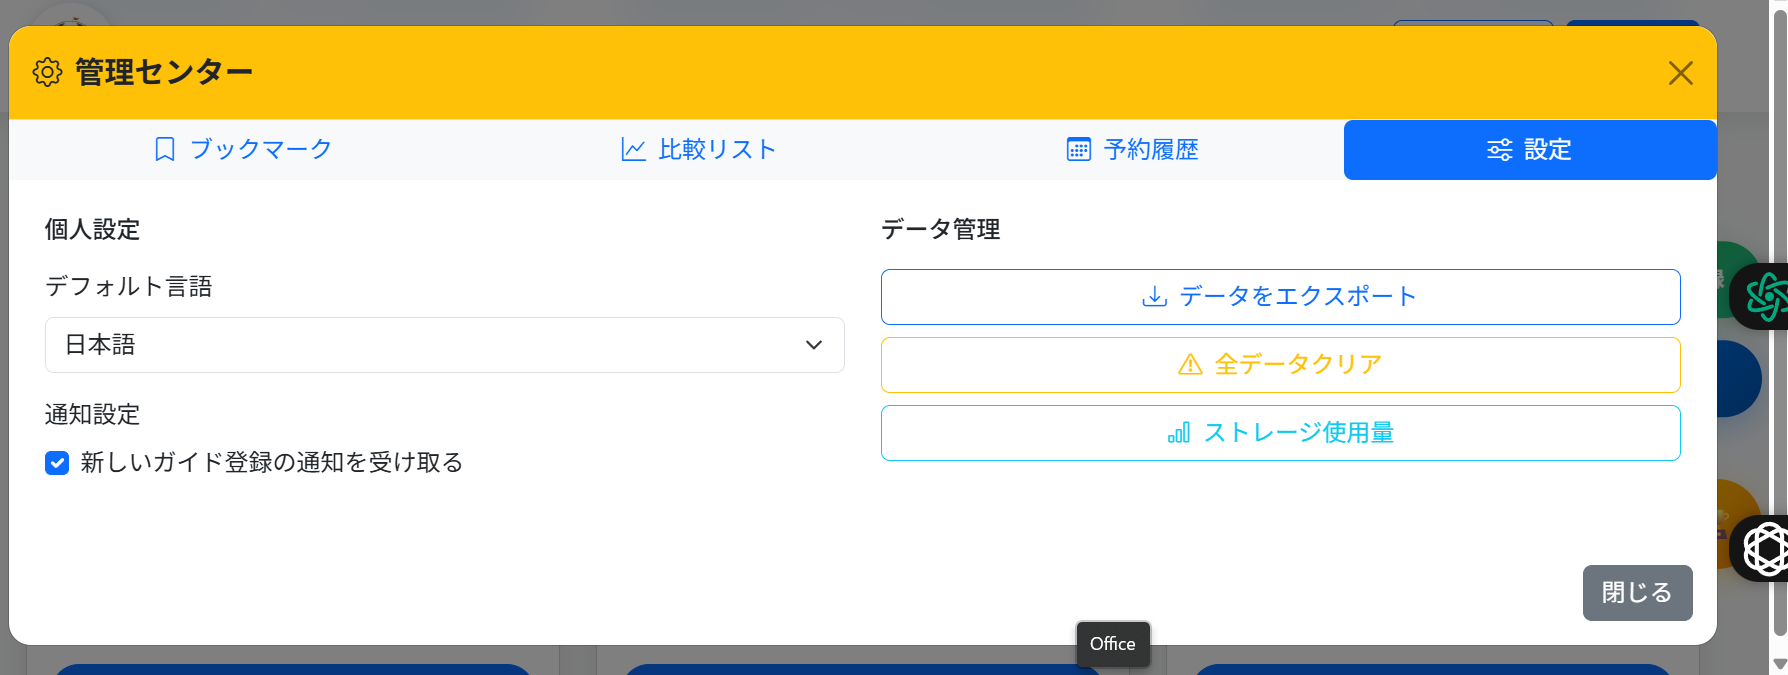 管理センター
ブックマーク
比較リスト
予約履歴
設定
個人設定
デフォルト言語
日本語
通知設定
新しいガイド登録の通知を受け取る
データ管理
データをエクスポート
全データクリア
ストレージ使用量
閉じる
Office